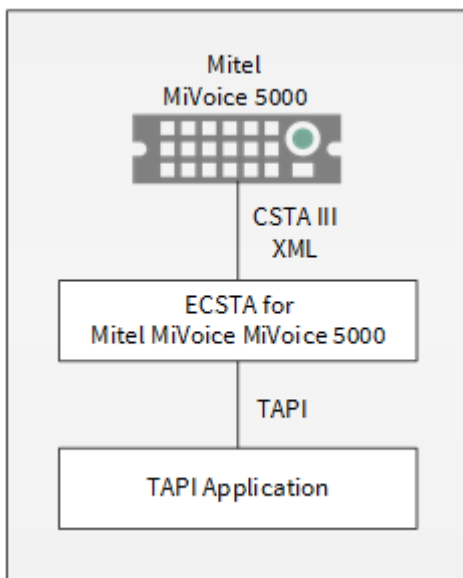 Mitel
MiVoice 5000
CSTA III
XML
ECSTA for
Mitel MiVoice MiVoice 5000
TAPI
TAPI Application